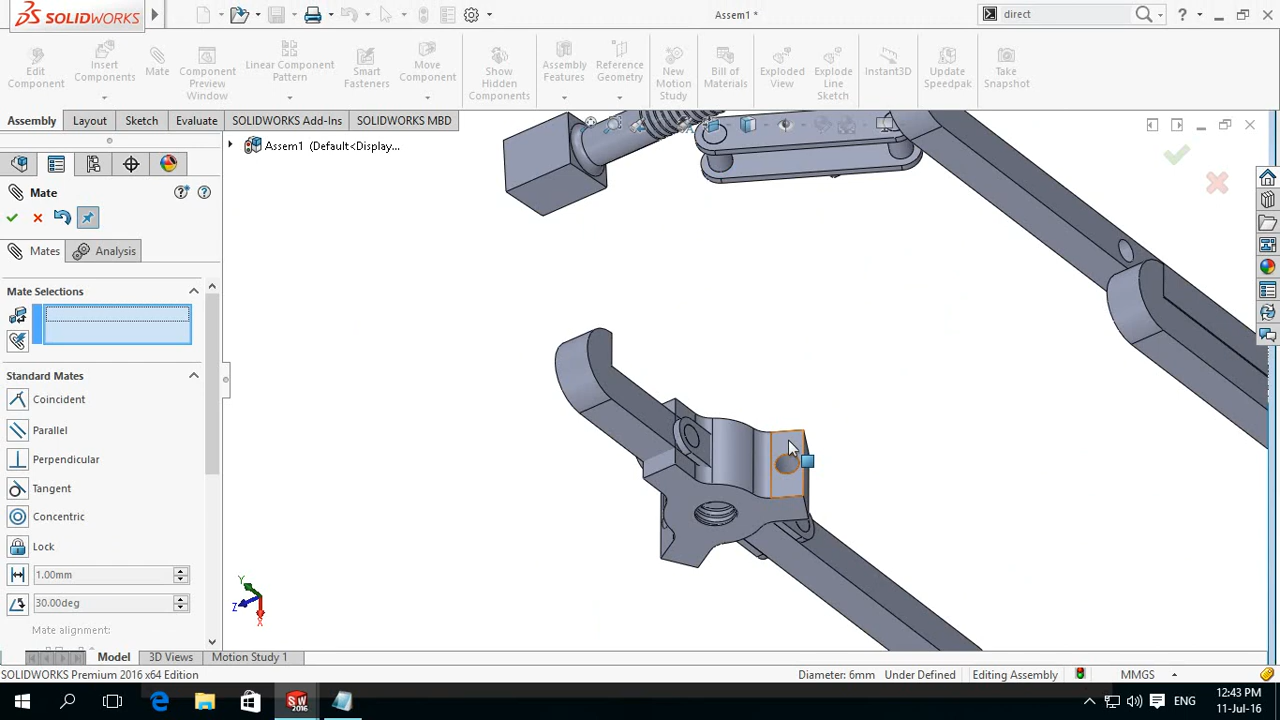 SOLIDWORKS
Assem1 *
direct
Edit Component
Insert Components
Mate
Component Preview Window
Linear Component Pattern
Smart Fasteners
Move Component
Show Hidden Components
Assembly Features
Reference Geometry
New Motion Study
Bill of Materials
Exploded View
Explode Line Sketch
Instant3D
Update Speedpak
Take Snapshot
Assembly Layout Sketch Evaluate SOLIDWORKS Add-Ins SOLIDWORKS MBD
Assem1 (Default<Display...
Mate
Mates Analysis
Mate Selections
Standard Mates
Coincident
Parallel
Perpendicular
Tangent
Concentric
Lock
1.00mm
30.00deg
Mate alignment:
Y
Z
X
Model 3D Views Motion Study 1
SOLIDWORKS Premium 2016 x64 Edition Diameter: 6mm Under Defined Editing Assembly MMGS
SW 2016
ENG
12:43 PM
11-Jul-16